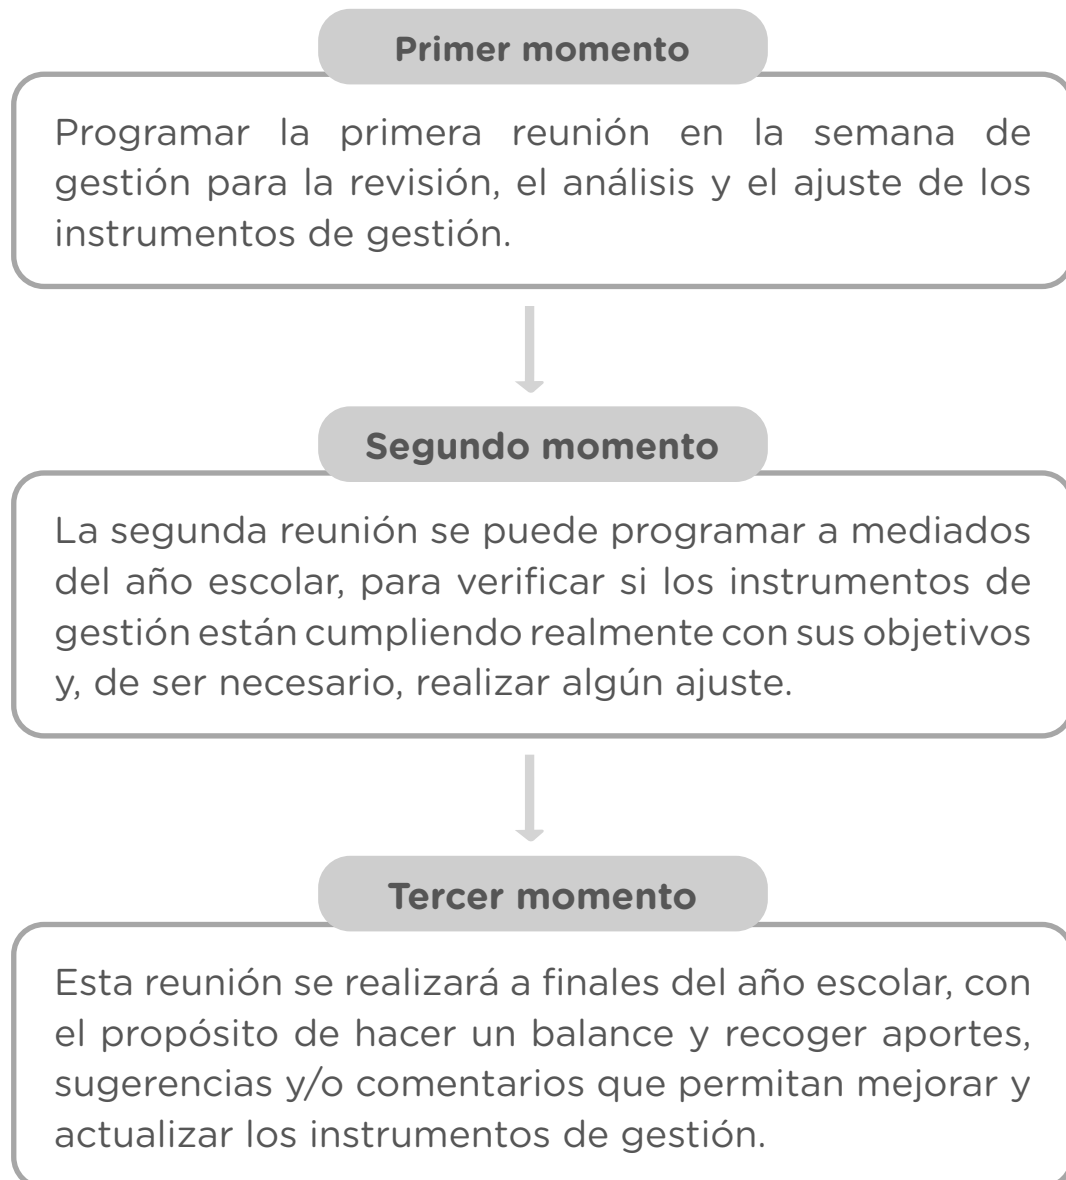 Primer momento
Programar la primera reunión en la semana de
gestión para la revisión, el análisis y el ajuste de los
instrumentos de gestión.
Segundo momento
La segunda reunión se puede programar a mediados
del año escolar, para verificar si los instrumentos de
gestión están cumpliendo realmente con sus objetivos
y, de ser necesario, realizar algún ajuste.
Tercer momento
Esta reunión se realizará a finales del año escolar, con
el propósito de hacer un balance y recoger aportes,
sugerencias y/o comentarios que permitan mejorar y
actualizar los instrumentos de gestión.